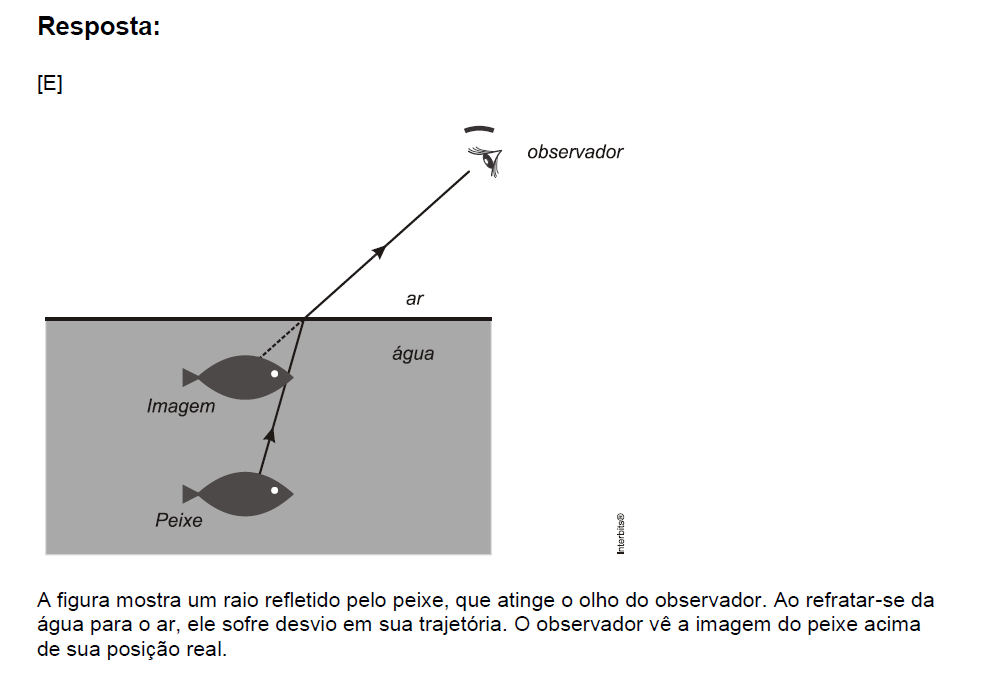 Resposta:
[E]
observador
ar
água
Imagem
Peixe
Interbits®
A figura mostra um raio refletido pelo peixe, que atinge o olho do observador. Ao refratar-se da
água para o ar, ele sofre desvio em sua trajetória. O observador vê a imagem do peixe acima
de sua posição real.